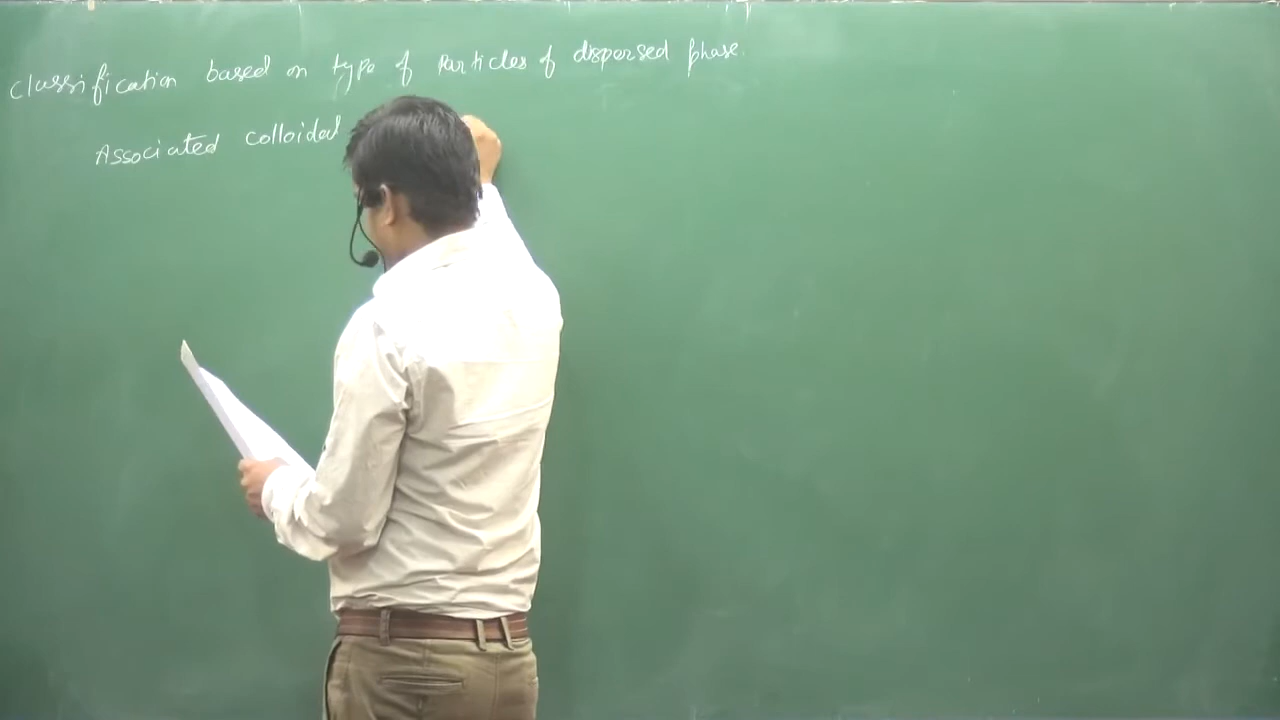 Classification based on type of Particles of dispersed phase.
Associated colloidal